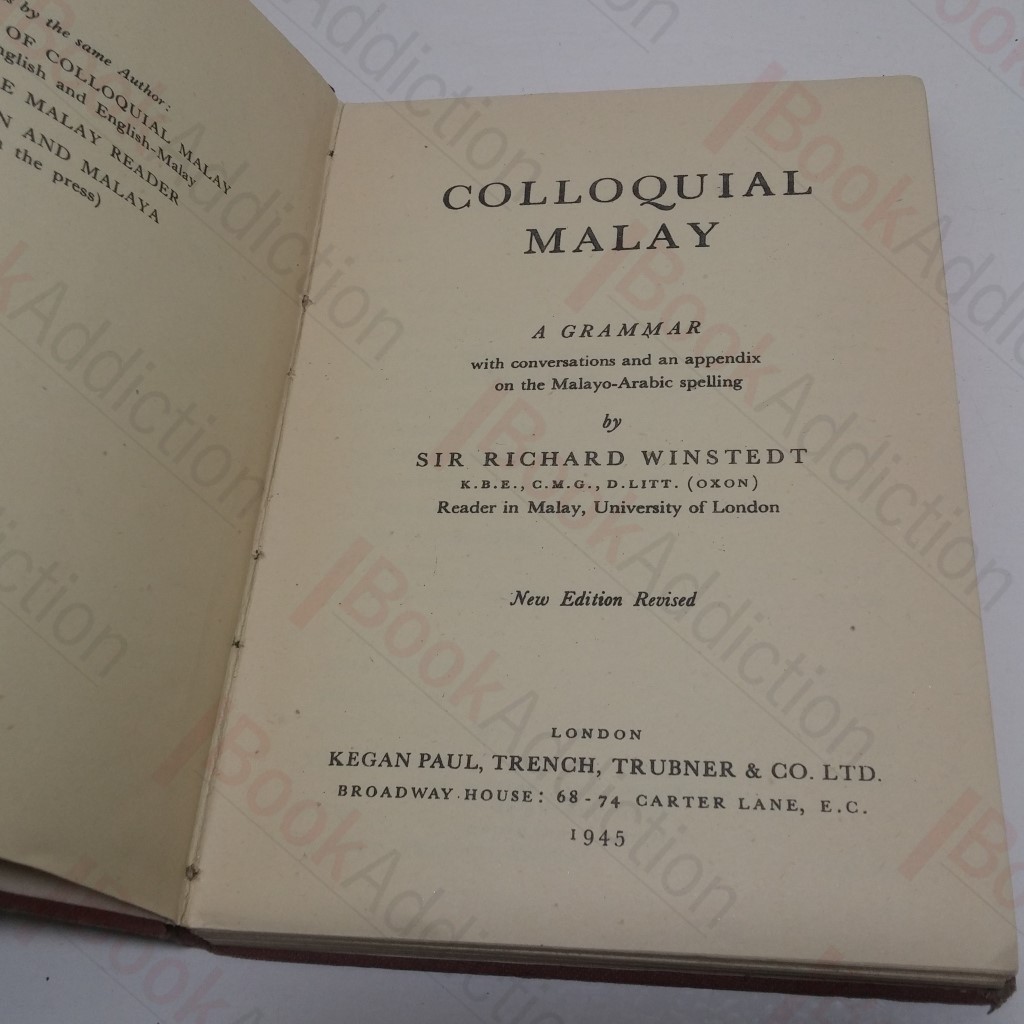 by the same Author:
OF COLLOQUIAL MALAY
English and English-Malay
MALAY READER
AND MALAYA
the press)
COLLOQUIAL
MALAY
A GRAMMAR
with conversations and an appendix
on the Malayo-Arabic spelling
by
SIR RICHARD WINSTEDT
K.B.E., C.M.G., D.LITT. (OXON)
Reader in Malay, University of London
New Edition Revised
LONDON
KEGAN PAUL, TRENCH, TRUBNER & CO. LTD.
BROADWAY HOUSE: 68-74 CARTER LANE, E.C.
1945
BookAddiction